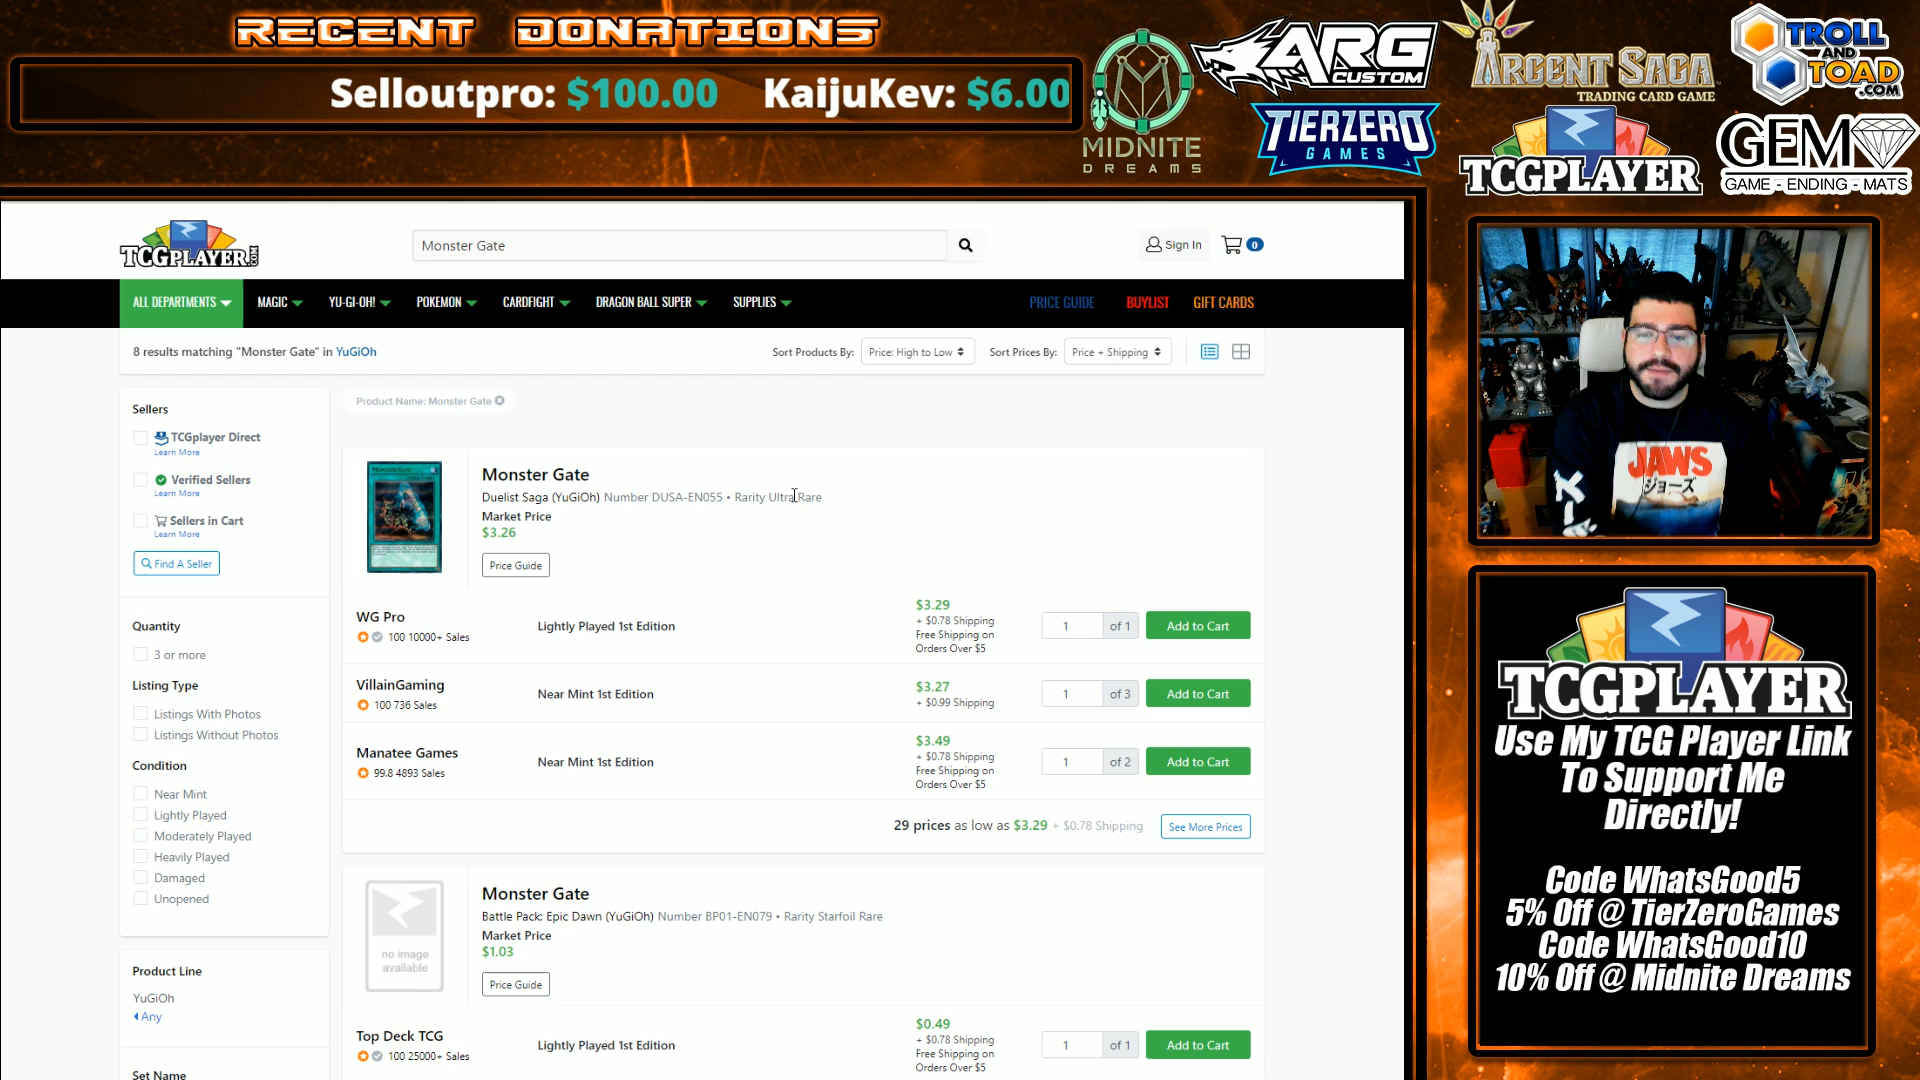 RECENT DONATIONS
Selloutpro: $100.00 KaijuKev: $6.00
MIDNITE
DREAMS
ARG
CUSTOM
TIERZERO
GAMES
ARGENT SAGA
TRADING CARD GAME
TROLL
AND
TOAD
.COM
TCGPLAYER
GEM
GAME-ENDING-MATS
TCGPLAYER.COM
Monster Gate
Sign In
0
ALL DEPARTMENTS
MAGIC
YU-GI-OH!
POKEMON
CARDFIGHT
DRAGON BALL SUPER
SUPPLIES
PRICE GUIDE
BUYLIST
GIFT CARDS
8 results matching "Monster Gate" in YuGiOh
Sort Products By: Price: High to Low
Sort Prices By: Price + Shipping
Sellers
TCGplayer Direct
Learn More
Verified Sellers
Learn More
Sellers in Cart
Learn More
Find A Seller
Quantity
3 or more
Listing Type
Listings With Photos
Listings Without Photos
Condition
Near Mint
Lightly Played
Moderately Played
Heavily Played
Damaged
Unopened
Product Line
YuGiOh
Any
Set Name
Product Name: Monster Gate
MONSTER GATE
Monster Gate
Duelist Saga (YuGiOh) Number DUSA-EN055 • Rarity Ultra Rare
Market Price
$3.26
Price Guide
WG Pro
100 10000+ Sales
Lightly Played 1st Edition
$3.29
+ $0.78 Shipping
Free Shipping on
Orders Over $5
1 of 1
Add to Cart
VillainGaming
100 736 Sales
Near Mint 1st Edition
$3.27
+ $0.99 Shipping
1 of 3
Add to Cart
Manatee Games
99.8 4893 Sales
Near Mint 1st Edition
$3.49
+ $0.78 Shipping
Free Shipping on
Orders Over $5
1 of 2
Add to Cart
29 prices as low as $3.29 + $0.78 Shipping
See More Prices
no image
available
Monster Gate
Battle Pack: Epic Dawn (YuGiOh) Number BP01-EN079 • Rarity Starfoil Rare
Market Price
$1.03
Price Guide
Top Deck TCG
100 25000+ Sales
Lightly Played 1st Edition
$0.49
+ $0.78 Shipping
Free Shipping on
Orders Over $5
1 of 1
Add to Cart
JAWS
ジョーズ
TCGPLAYER
Use My TCG Player Link
To Support Me
Directly!
Code WhatsGood5
5% Off @ TierZeroGames
Code WhatsGood10
10% Off @ Midnite Dreams